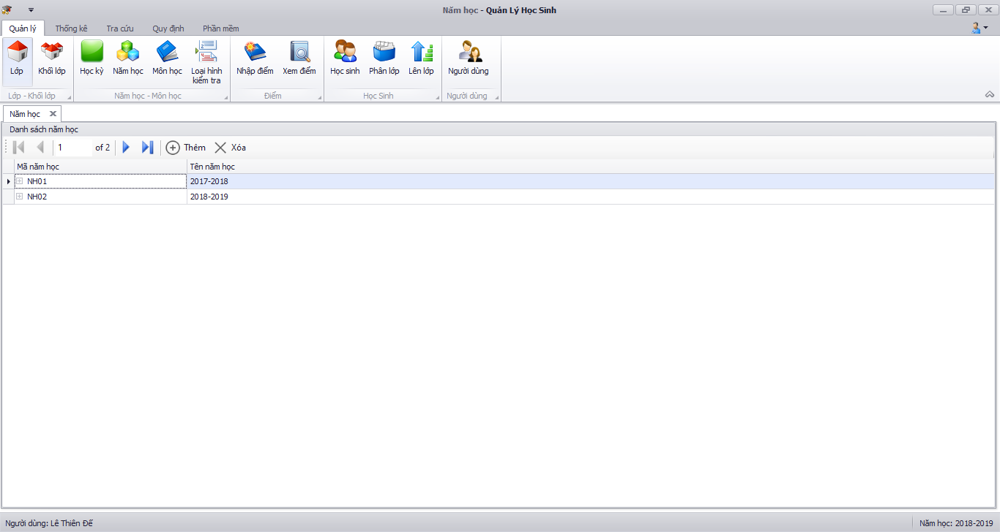 Năm học - Quản Lý Học Sinh
Quản lý Thống kê Tra cứu Quy định Phần mềm
Lớp Khối lớp Học kỳ Năm học Môn học Loại hình kiểm tra Nhập điểm Xem điểm Học sinh Phân lớp Lên lớp Người dùng
Lớp - Khối lớp Năm học - Môn học Điểm Học Sinh Người dùng
Năm học
Danh sách năm học
1 of 2 Thêm Xóa
Mã năm học Tên năm học
NH01 2017-2018
NH02 2018-2019
Người dùng: Lê Thiên Đế Năm học: 2018-2019